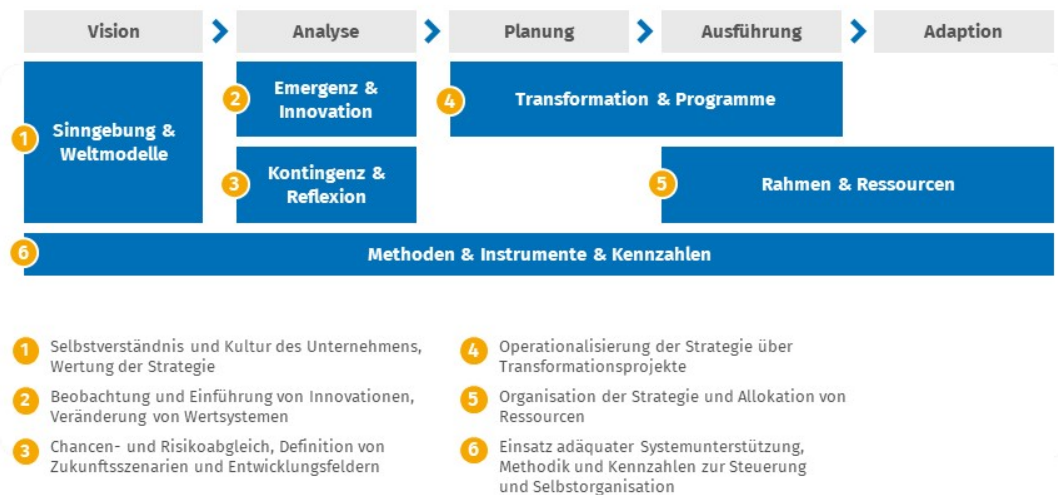 Vision
Analyse
Planung
Ausführung
Adaption
1
Sinngebung &
Weltmodelle
2
Emergenz &
Innovation
3
Kontingenz &
Reflexion
4
Transformation & Programme
5
Rahmen & Ressourcen
6
Methoden & Instrumente & Kennzahlen
1
Selbstverständnis und Kultur des Unternehmens,
Wertung der Strategie
2
Beobachtung und Einführung von Innovationen,
Veränderung von Wertsystemen
3
Chancen- und Risikoabgleich, Definition von
Zukunftsszenarien und Entwicklungsfeldern
4
Operationalisierung der Strategie über
Transformationsprojekte
5
Organisation der Strategie und Allokation von
Ressourcen
6
Einsatz adäquater Systemunterstützung,
Methodik und Kennzahlen zur Steuerung
und Selbstorganisation